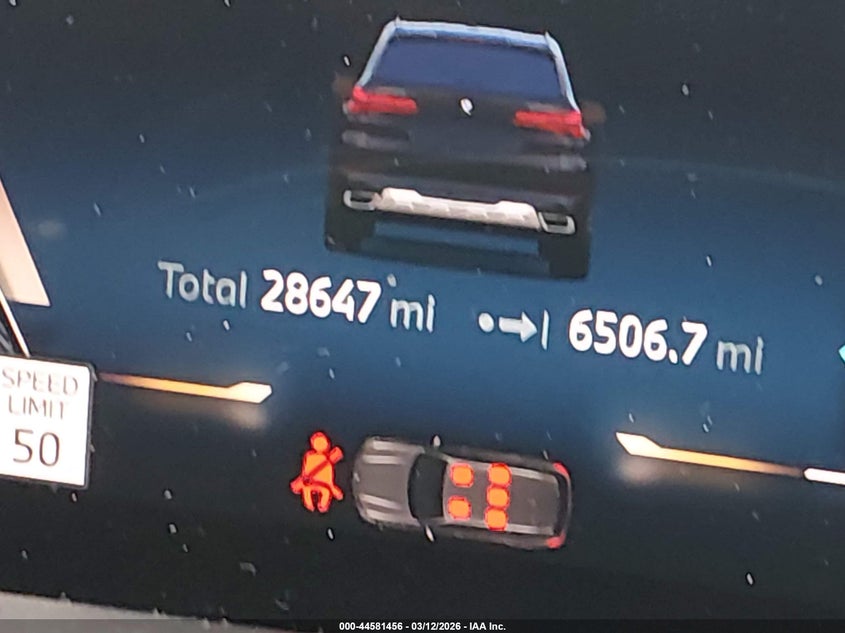 Total 28647 mi
6506.7 mi
SPEED
LIMIT
50
000-44581456 - 03/12/2026 - IAA Inc.